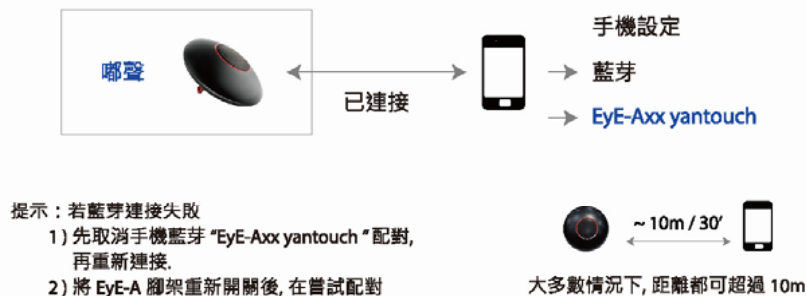 手機設定
嘟聲
藍芽
已連接
EyE-Axx yantouch
提示：若藍芽連接失敗
1) 先取消手機藍芽 “EyE-Axx yantouch ” 配對,
再重新連接.
2) 將 EyE-A 腳架重新開關後, 在嘗試配對
~ 10m / 30’
大多數情況下, 距離都可超過 10m